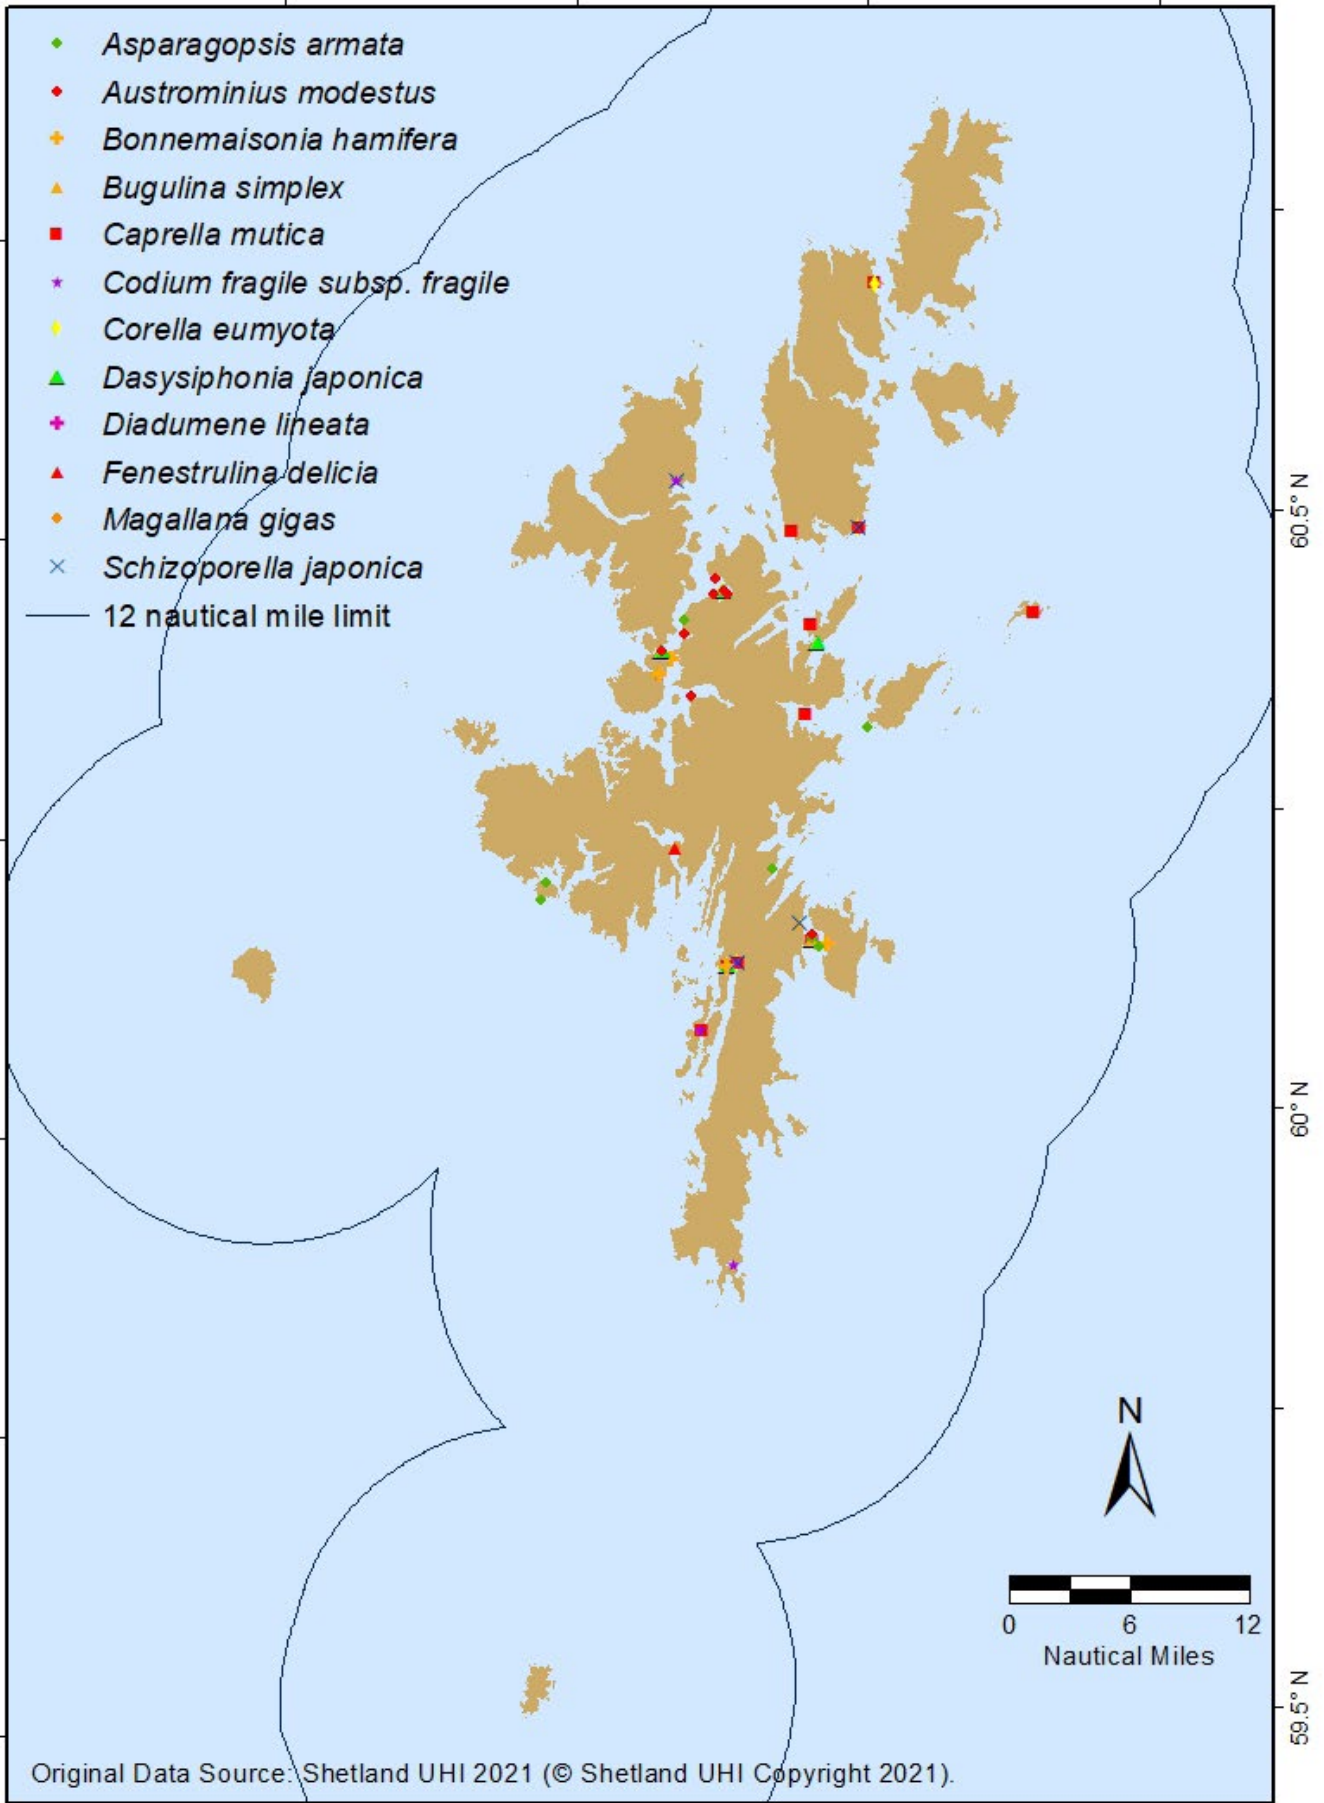 Asparagopsis armata
Austrominius modestus
Bonnemaisonia hamifera
Bugulina simplex
Caprella mutica
Codium fragile subsp. fragile
Corella eumyota
Dasysiphonia japonica
Diadumene lineata
Fenestrulina delicia
Magallana gigas
Schizoporella japonica
12 nautical mile limit
60.5° N
60° N
N
0 6 12
Nautical Miles
59.5° N
Original Data Source: Shetland UHI 2021 (© Shetland UHI Copyright 2021).